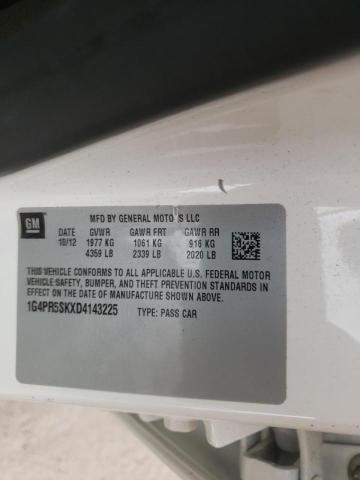 GM
MFD BY GENERAL MOTORS LLC
DATE GVWR GAWR FRT GAWR RR
10/12 1977 KG 1061 KG 916 KG
4359 LB 2339 LB 2020 LB
THIS VEHICLE CONFORMS TO ALL APPLICABLE U.S. FEDERAL MOTOR
VEHICLE SAFETY, BUMPER, AND THEFT PREVENTION STANDARDS IN
EFFECT ON THE DATE OF MANUFACTURE SHOWN ABOVE.
1G4PR5SKXD4143225 TYPE: PASS CAR